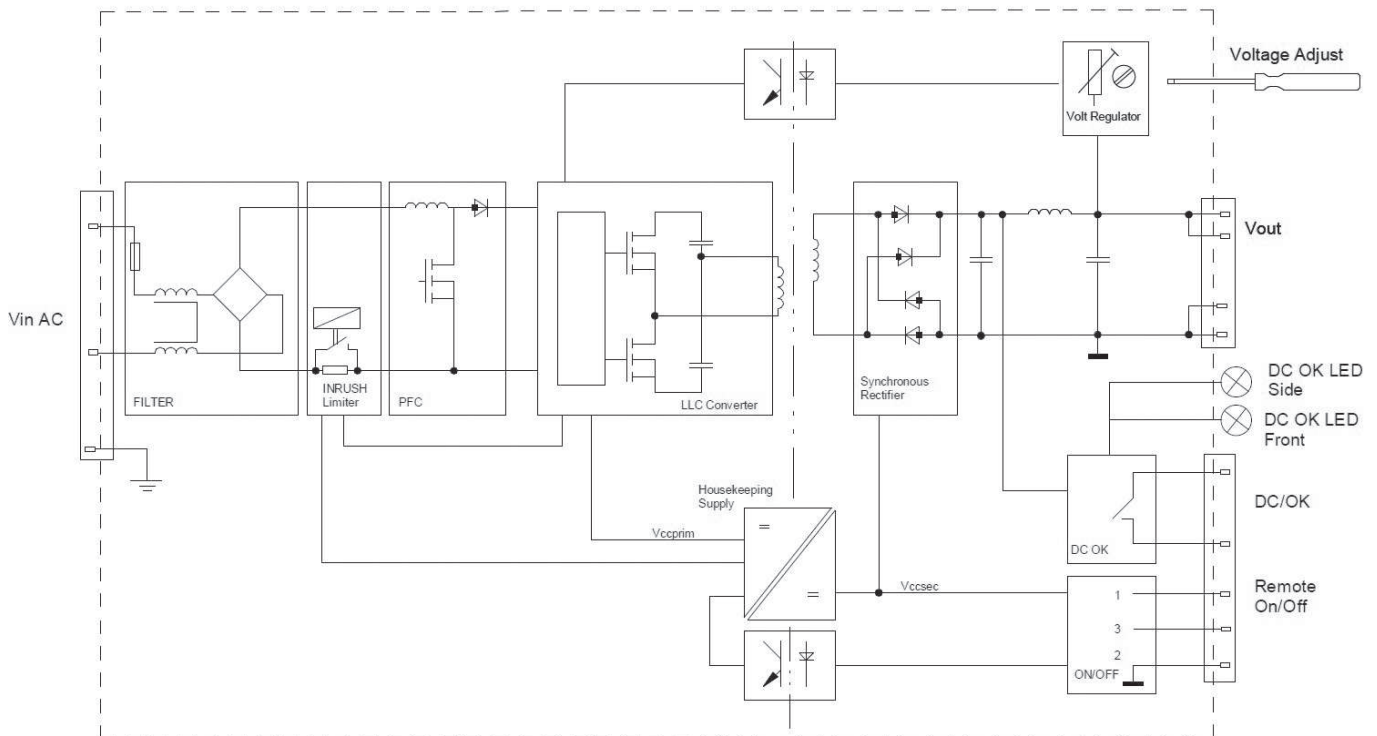 Voltage Adjust
Volt Regulator
Vin AC
Vout
FILTER
INRUSH
Limiter
PFC
LLC Converter
Synchronous
Rectifier
DC OK LED
Side
DC OK LED
Front
Housekeeping
Supply
Vccprim
=
=
Vccsec
DC OK
DC/OK
1
3
2
ON/OFF
Remote
On/Off